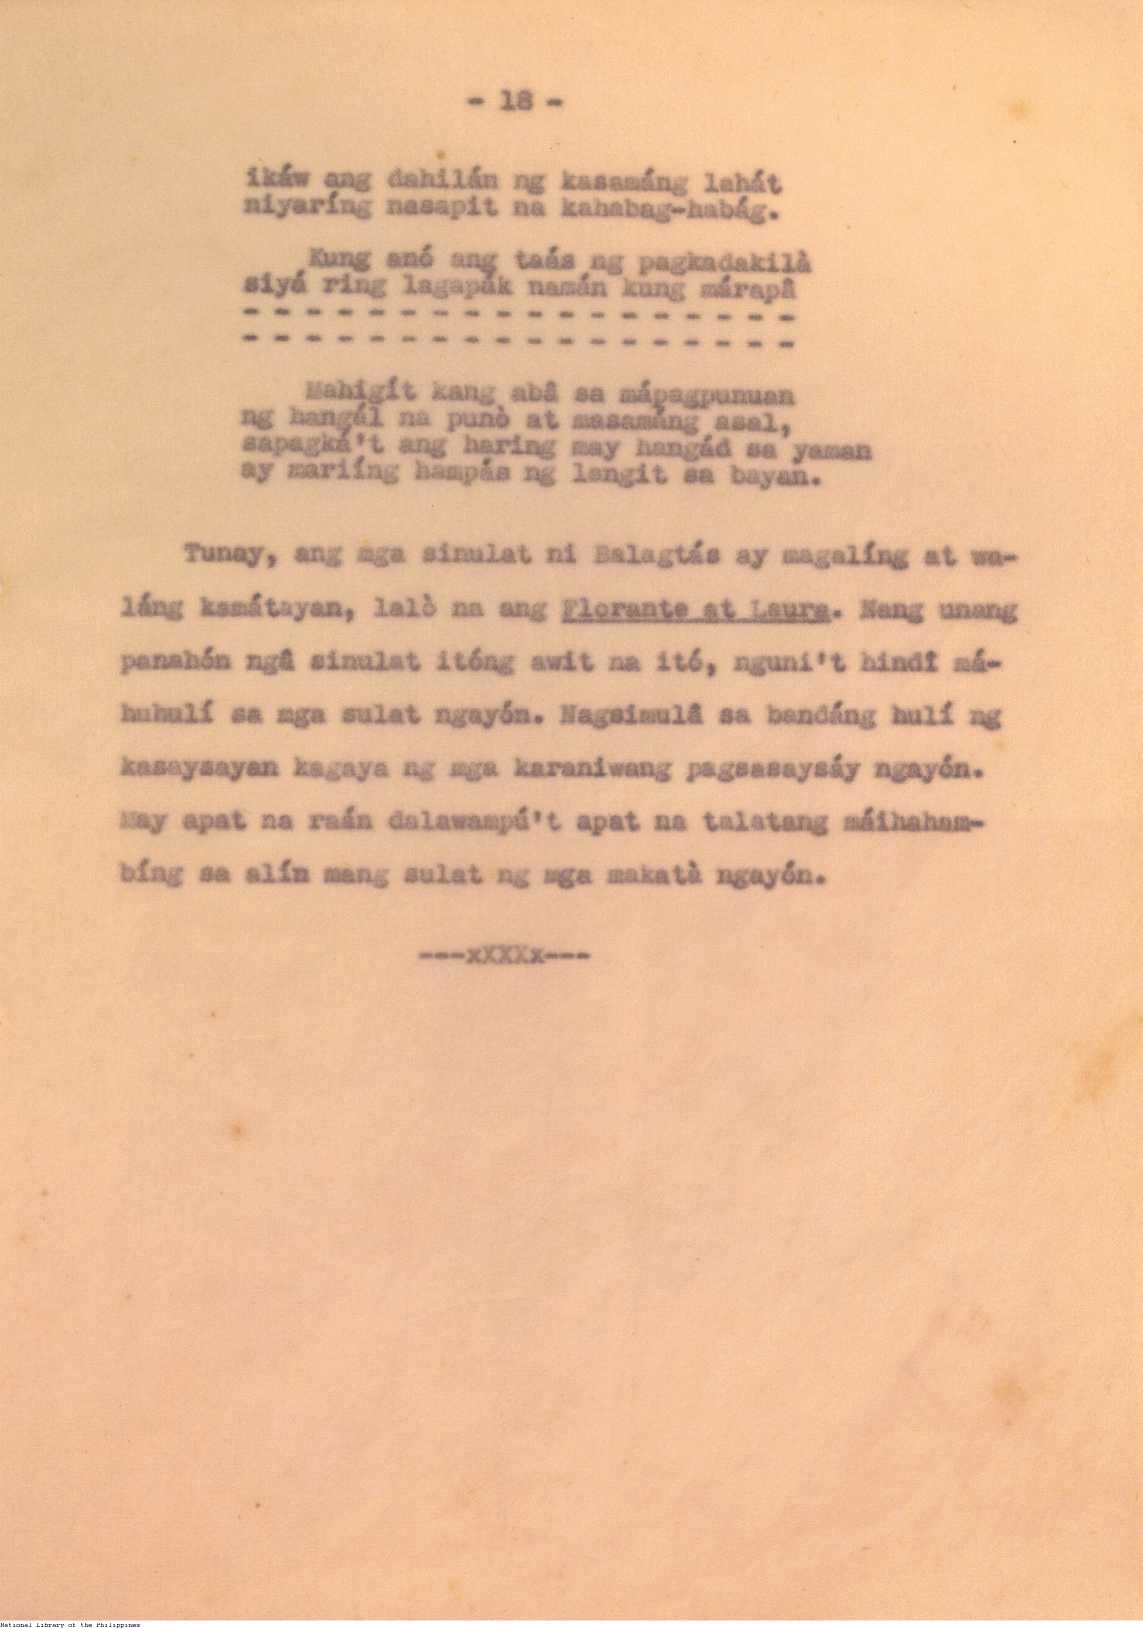 - 18 -
ikáw ang dahilán ng kasamáng lahát
niyaríng nasapit na kahabag-habág.
Kung anó ang taás ng pagkadakilà
siyá ring lagapák namán kung márapâ
- - - - - - - - - - - - - - - - - -
- - - - - - - - - - - - - - - - - -
Mahigít kang abâ sa mápagpunuan
ng hangál na punò at masamáng asal,
sapagká't ang haring may hangád sa yaman
ay mariíng hampás ng langit sa bayan.
Tunay, ang mga sinulat ni Balagtás ay magalíng at wa-
láng kamátayan, lalò na ang Florante at Laura. Nang unang
panahón ngâ sinulat itóng awit na itó, nguni't hindî má-
huhulí sa mga sulat ngayón. Nagsimulâ sa bandáng hulí ng
kasaysayan kagaya ng mga karaniwang pagsasaysáy ngayón.
May apat na raán dalawampú't apat na talatang máihaham-
bíng sa alín mang sulat ng mga makatà ngayón.
---xXXXx---
National Library of the Philippines